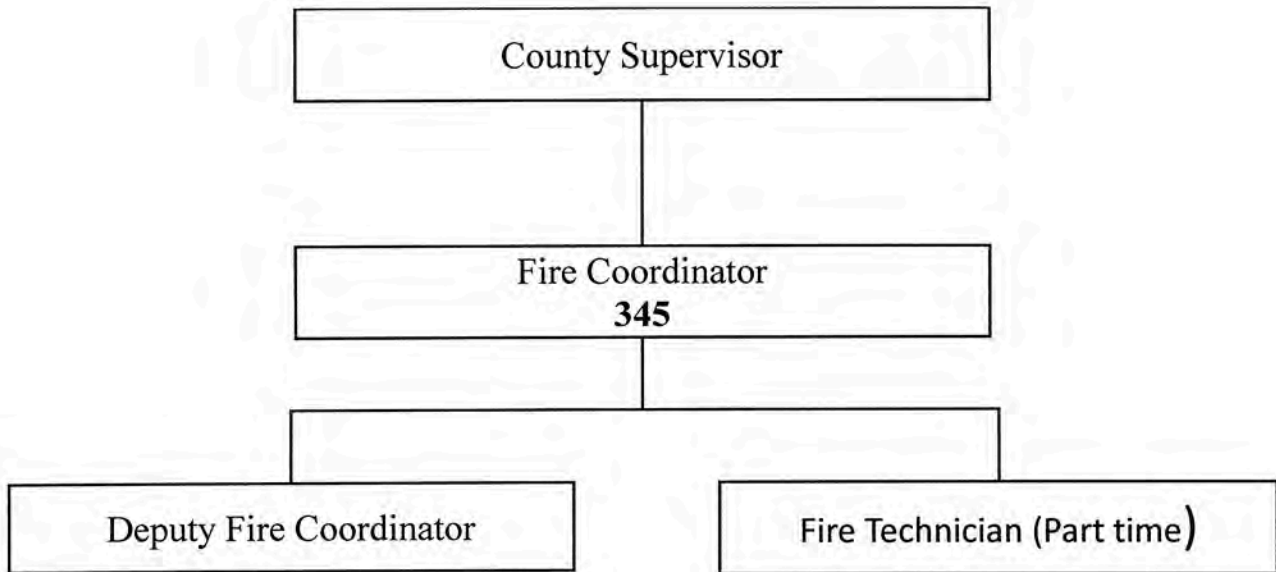 County Supervisor
Fire Coordinator
345
Deputy Fire Coordinator
Fire Technician (Part time)